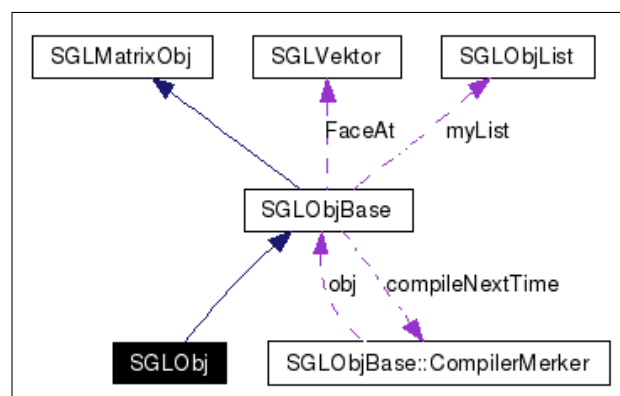 SGLMatrixObj SGLVektor SGLObjList
FaceAt myList
SGLObjBase
obj compileNextTime
SGLObj SGLObjBase::CompilerMerker